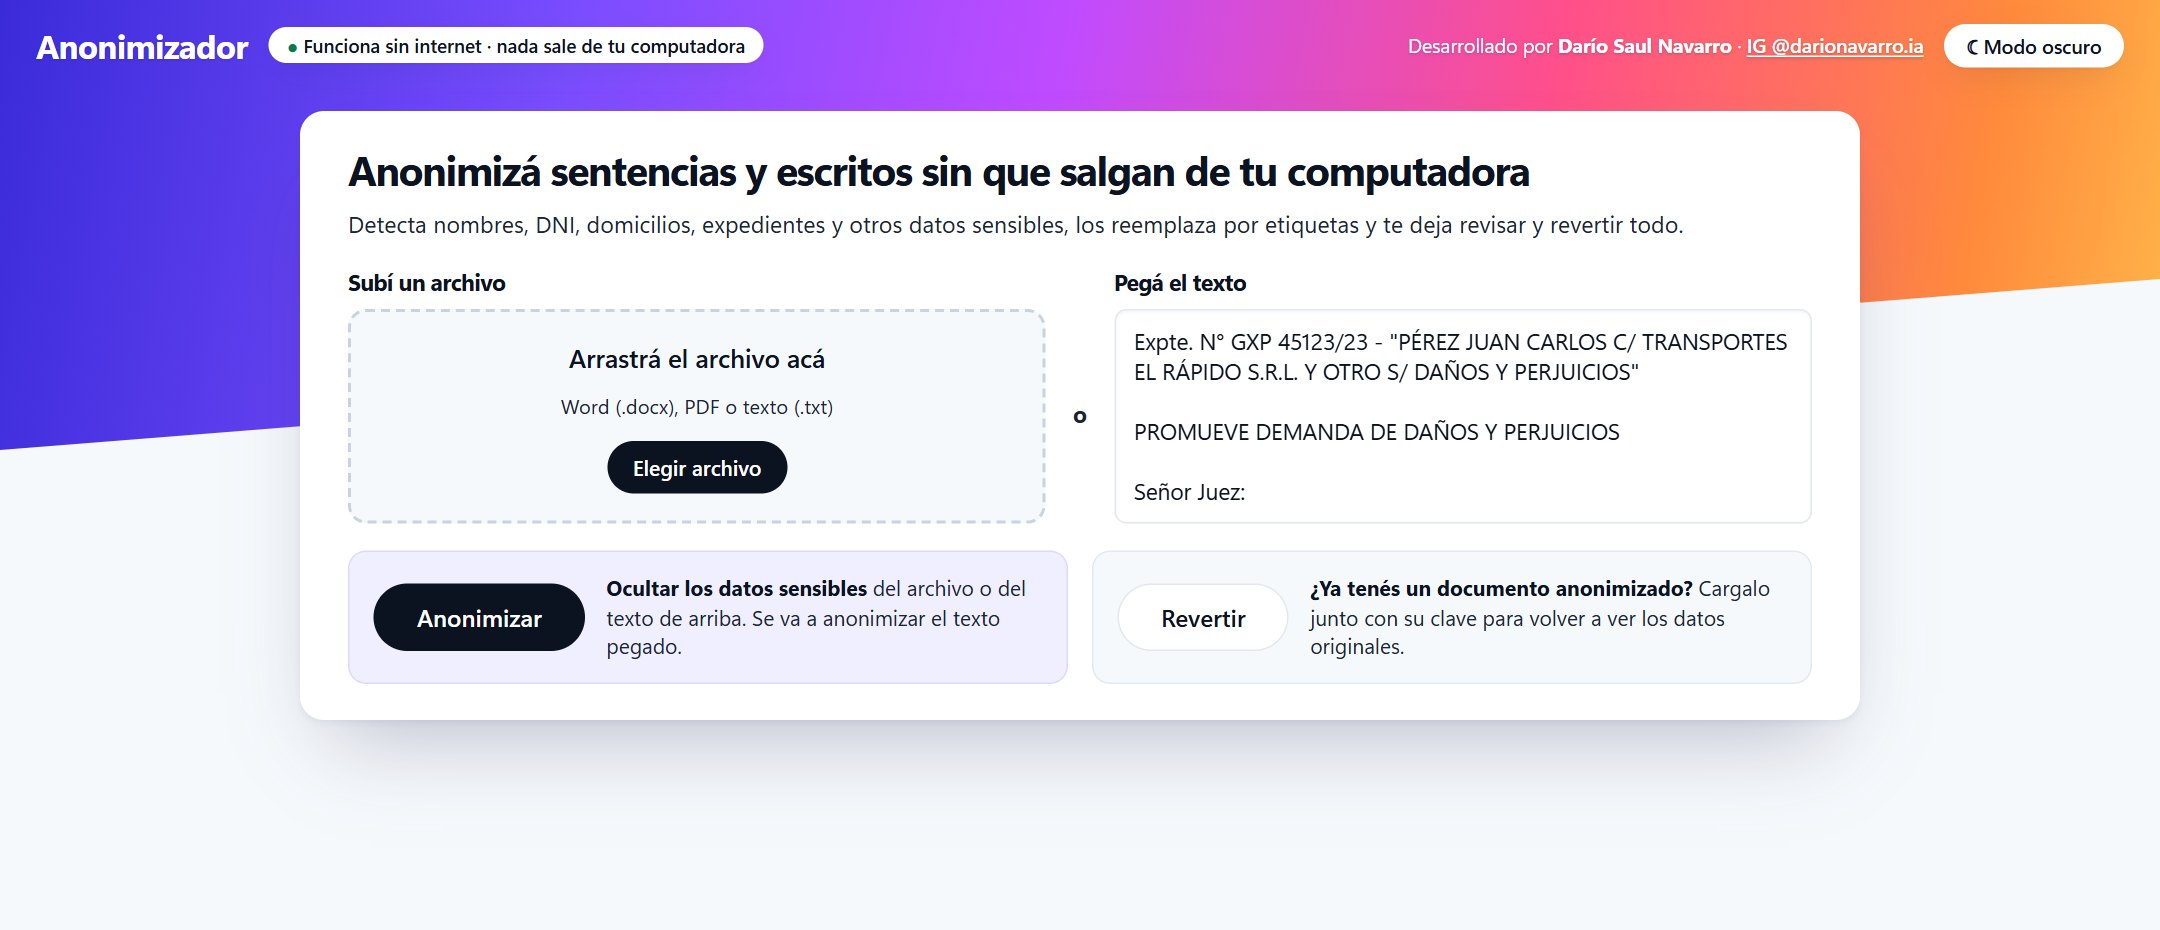 Anonimizador
● Funciona sin internet · nada sale de tu computadora
Desarrollado por Darío Saul Navarro · IG @darionavarro.ia
☾ Modo oscuro
Anonimizá sentencias y escritos sin que salgan de tu computadora
Detecta nombres, DNI, domicilios, expedientes y otros datos sensibles, los reemplaza por etiquetas y te deja revisar y revertir todo.
Subí un archivo
Arrastrá el archivo acá
Word (.docx), PDF o texto (.txt)
Elegir archivo
o
Pegá el texto
Expte. N° GXP 45123/23 - "PÉREZ JUAN CARLOS C/ TRANSPORTES
EL RÁPIDO S.R.L. Y OTRO S/ DAÑOS Y PERJUICIOS"
PROMUEVE DEMANDA DE DAÑOS Y PERJUICIOS
Señor Juez:
Anonimizar
Ocultar los datos sensibles del archivo o del
texto de arriba. Se va a anonimizar el texto
pegado.
Revertir
¿Ya tenés un documento anonimizado? Cargalo
junto con su clave para volver a ver los datos
originales.